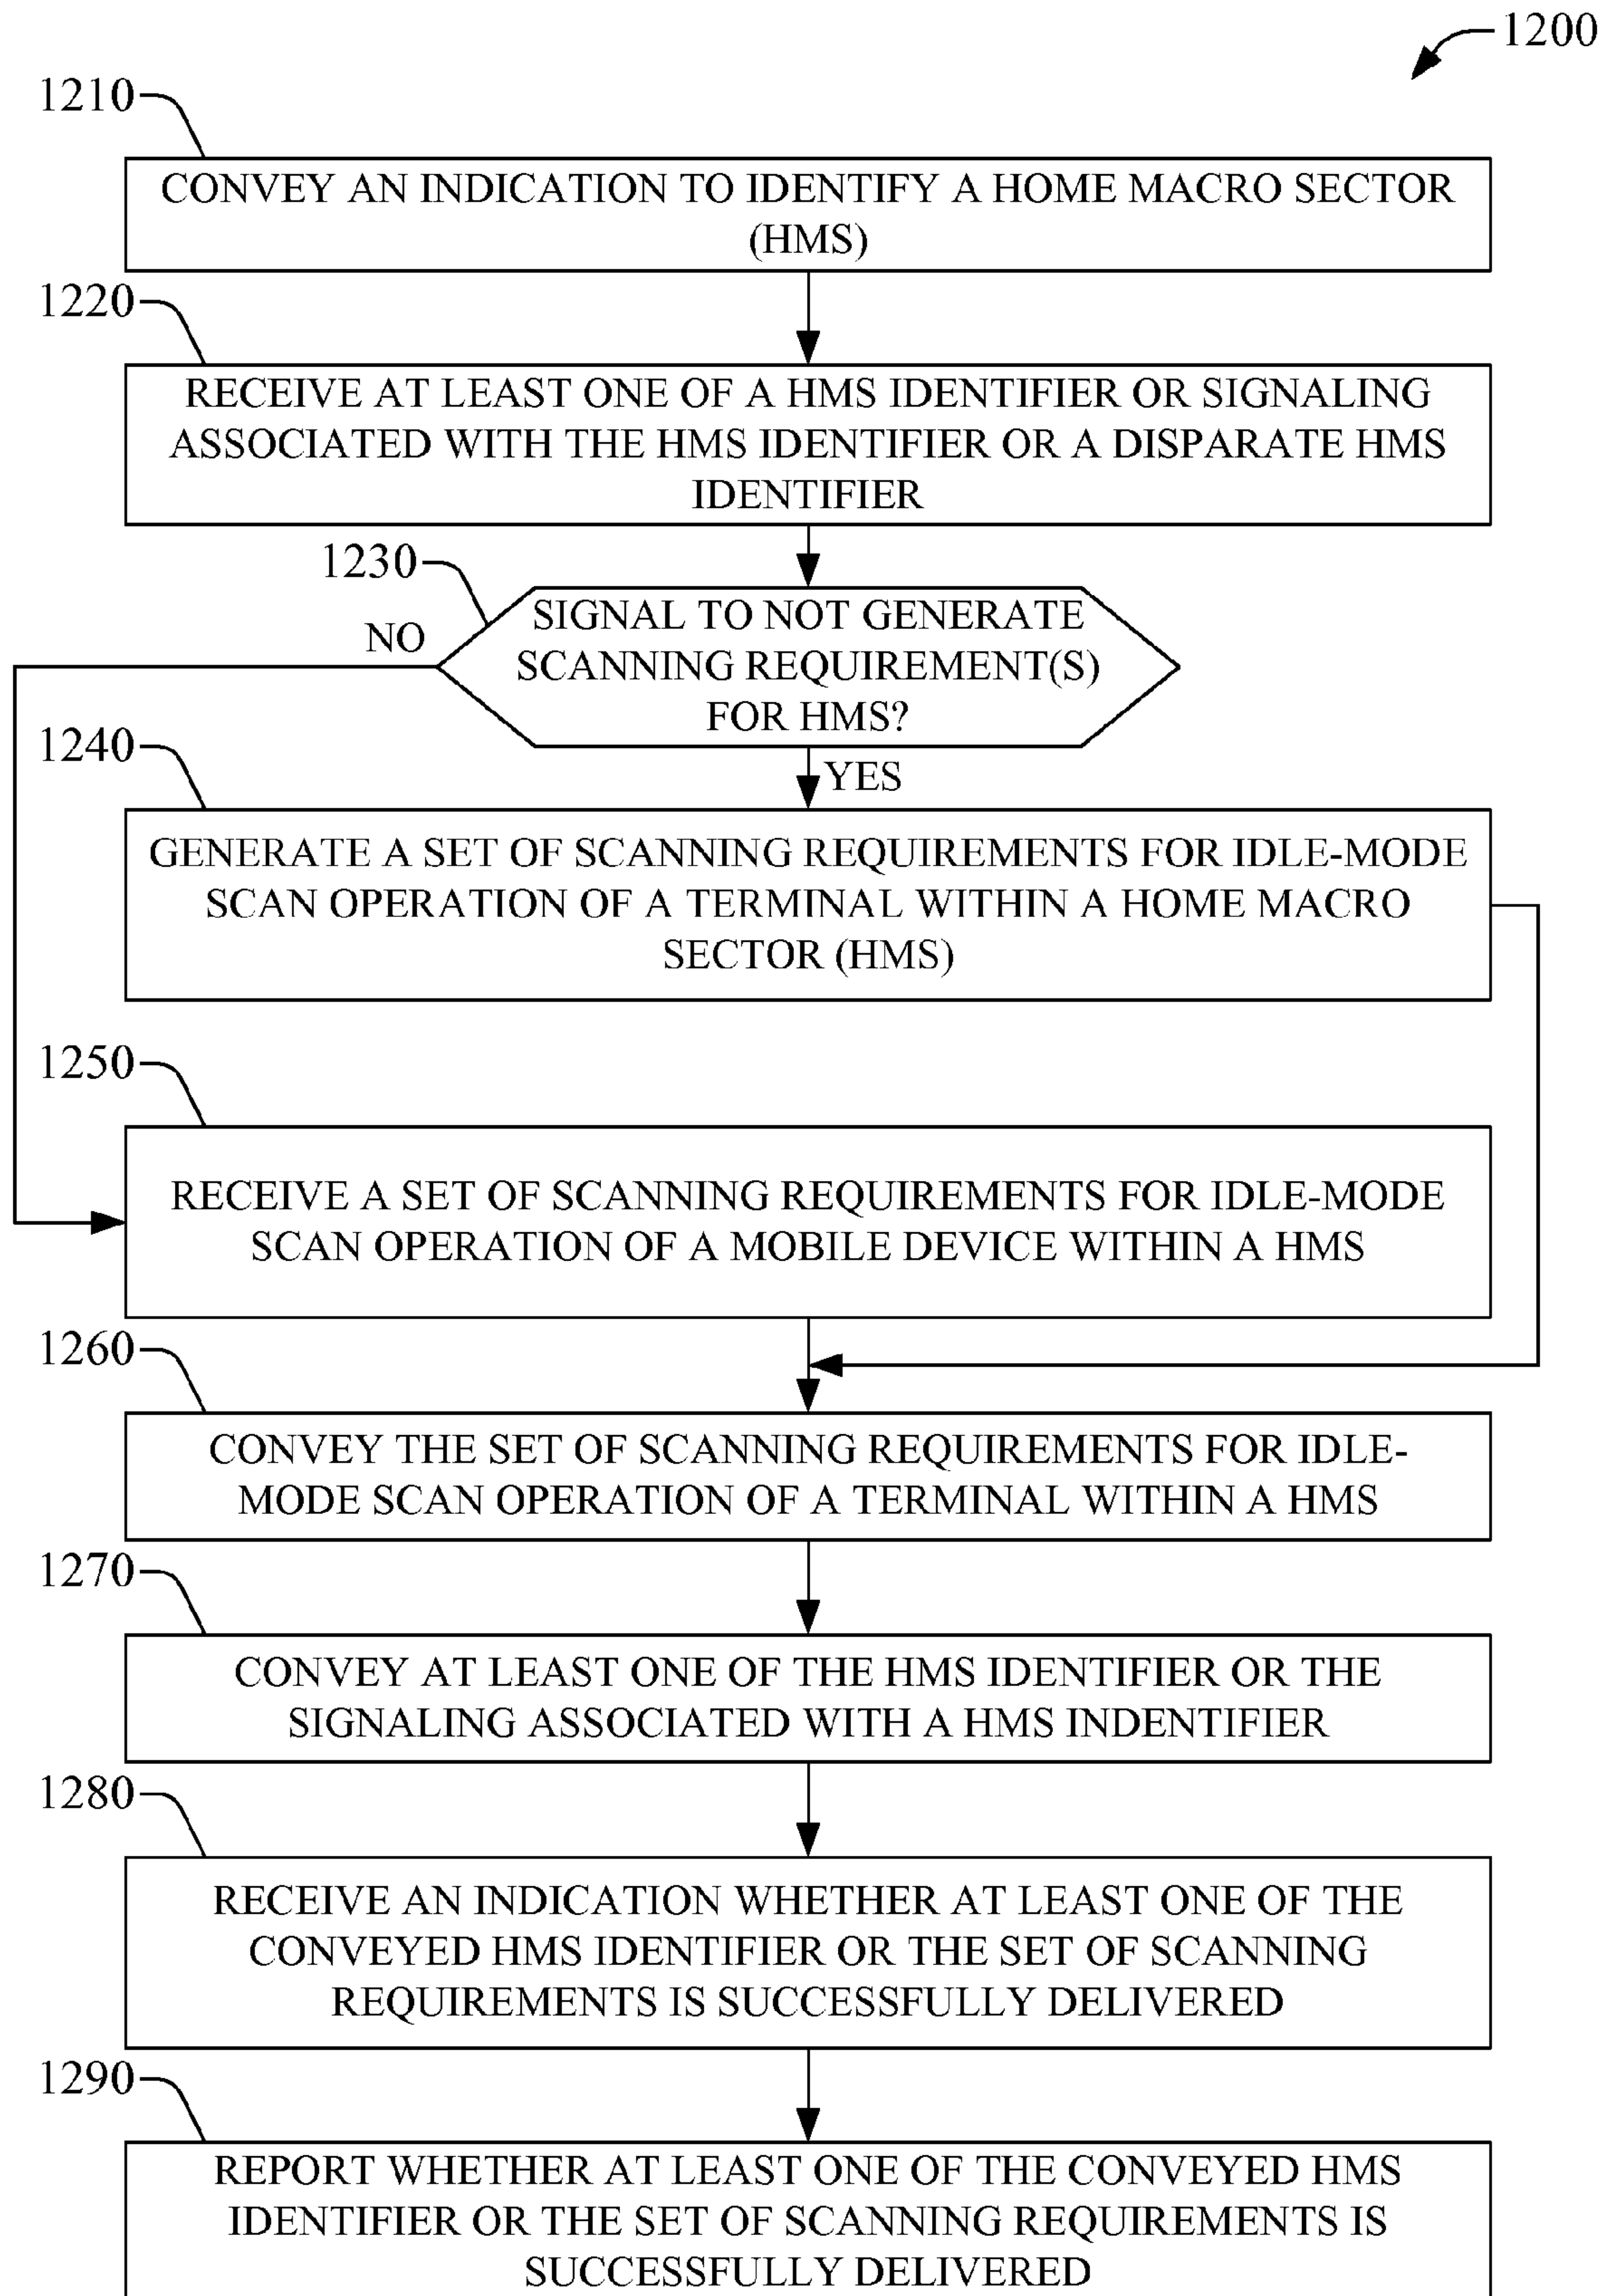 1200
1210
CONVEY AN INDICATION TO IDENTIFY A HOME MACRO SECTOR
(HMS)
1220
RECEIVE AT LEAST ONE OF A HMS IDENTIFIER OR SIGNALING
ASSOCIATED WITH THE HMS IDENTIFIER OR A DISPARATE HMS
IDENTIFIER
1230
NO
SIGNAL TO NOT GENERATE
SCANNING REQUIREMENT(S)
FOR HMS?
1240
YES
GENERATE A SET OF SCANNING REQUIREMENTS FOR IDLE-MODE
SCAN OPERATION OF A TERMINAL WITHIN A HOME MACRO
SECTOR (HMS)
1250
RECEIVE A SET OF SCANNING REQUIREMENTS FOR IDLE-MODE
SCAN OPERATION OF A MOBILE DEVICE WITHIN A HMS
1260
CONVEY THE SET OF SCANNING REQUIREMENTS FOR IDLE-
MODE SCAN OPERATION OF A TERMINAL WITHIN A HMS
1270
CONVEY AT LEAST ONE OF THE HMS IDENTIFIER OR THE
SIGNALING ASSOCIATED WITH A HMS INDENTIFIER
1280
RECEIVE AN INDICATION WHETHER AT LEAST ONE OF THE
CONVEYED HMS IDENTIFIER OR THE SET OF SCANNING
REQUIREMENTS IS SUCCESSFULLY DELIVERED
1290
REPORT WHETHER AT LEAST ONE OF THE CONVEYED HMS
IDENTIFIER OR THE SET OF SCANNING REQUIREMENTS IS
SUCCESSFULLY DELIVERED